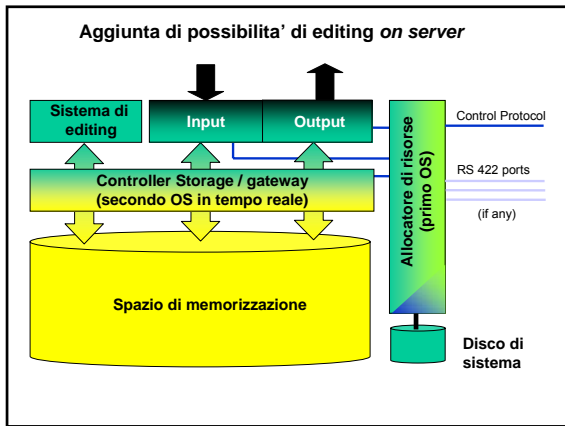 Aggiunta di possibilita' di editing on server
Sistema di
editing
Input
Output
Control Protocol
Controller Storage / gateway
(secondo OS in tempo reale)
Allocatore di risorse
(primo OS)
RS 422 ports
(if any)
Spazio di memorizzazione
Disco di
sistema